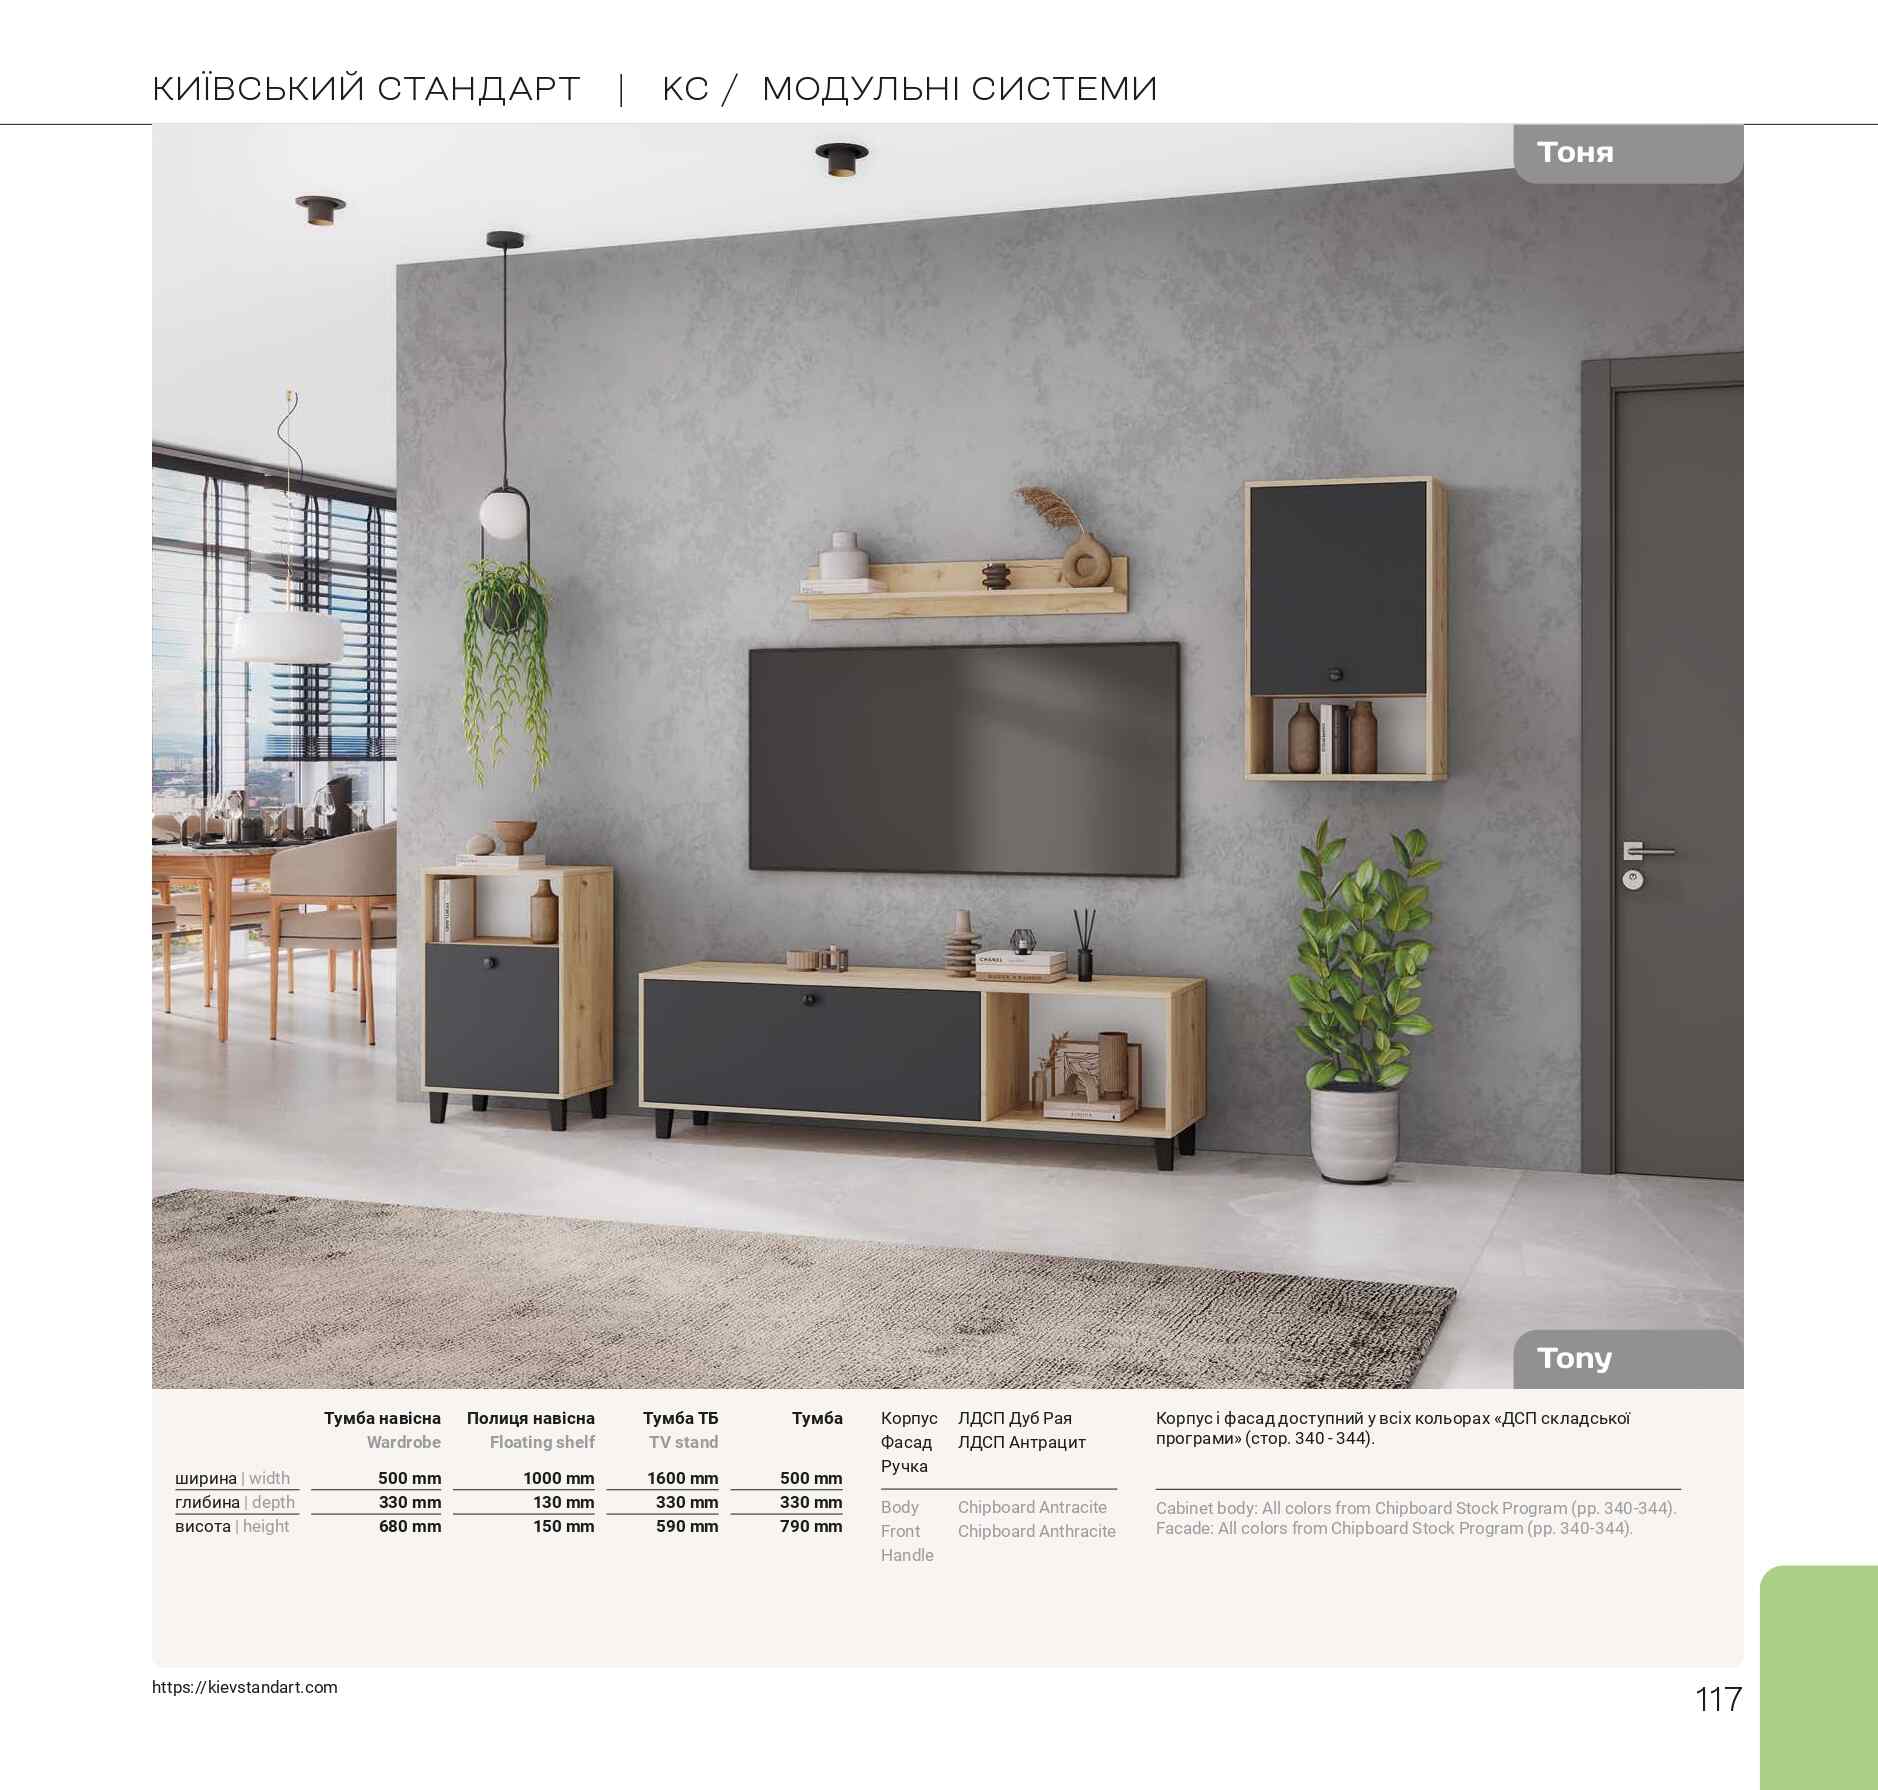 КИЇВСЬКИЙ СТАНДАРТ | КС / МОДУЛЬНІ СИСТЕМИ
Тоня
CHANEL
Tony
Тумба навісна Полиця навісна Тумба ТБ Тумба
Wardrobe Floating shelf TV stand
ширина | width 500 mm 1000 mm 1600 mm 500 mm
глибина | depth 330 mm 130 mm 330 mm 330 mm
висота | height 680 mm 150 mm 590 mm 790 mm
Корпус ЛДСП Дуб Рая
Фасад ЛДСП Антрацит
Ручка
Body Chipboard Antracite
Front Chipboard Anthracite
Handle
Корпус і фасад доступний у всіх кольорах «ДСП складської
програми» (стор. 340 - 344).
Cabinet body: All colors from Chipboard Stock Program (pp. 340-344).
Facade: All colors from Chipboard Stock Program (pp. 340-344).
https://kievstandart.com
117